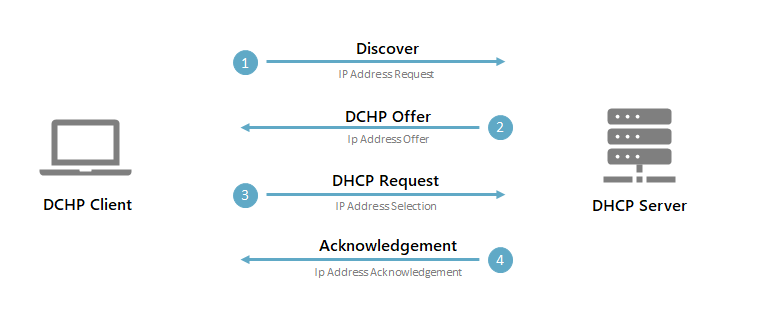 Discover
1
IP Address Request
DCHP Offer
2
Ip Address Offer
DHCP Request
3
IP Address Selection
DCHP Client
DHCP Server
Acknowledgement
4
Ip Address Acknowledgement